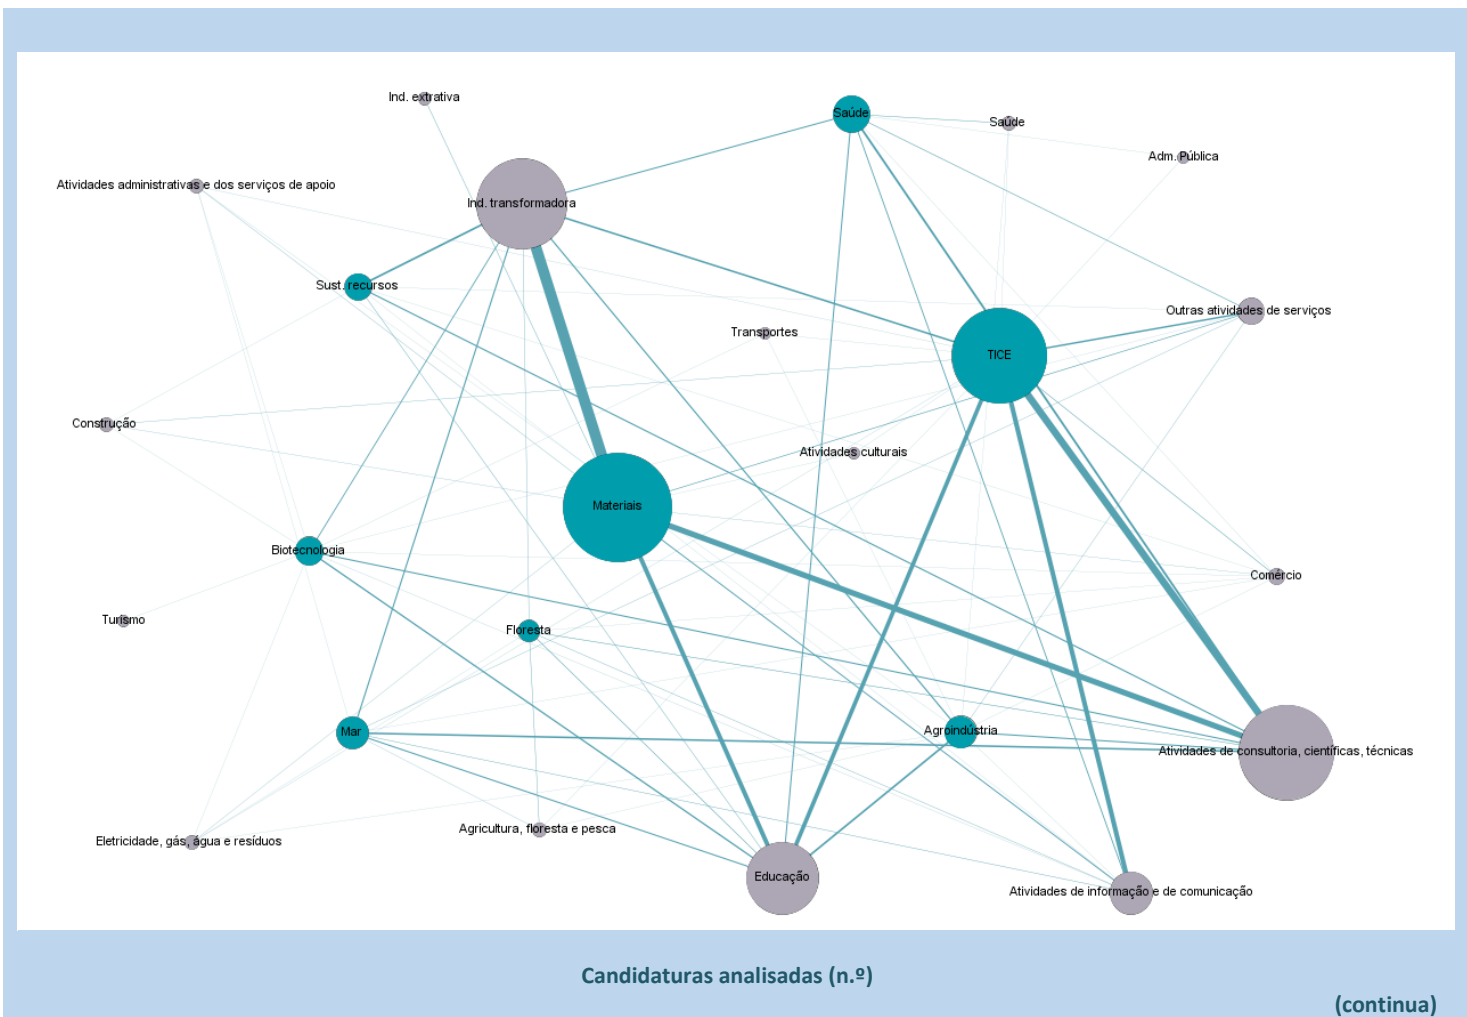 Ind. extrativa
Saúde
Saúde
Adm. Pública
Atividades administrativas e dos serviços de apoio
Ind. transformadora
Sust. recursos
Outras atividades de serviços
Transportes
TICE
Construção
Atividades culturais
Materiais
Biotecnologia
Comércio
Turismo
Floresta
Mar
Agroindústria
Atividades de consultoria, científicas, técnicas
Eletricidade, gás, água e resíduos
Agricultura, floresta e pesca
Educação
Atividades de informação e de comunicação
Candidaturas analisadas (n.º)
(continua)